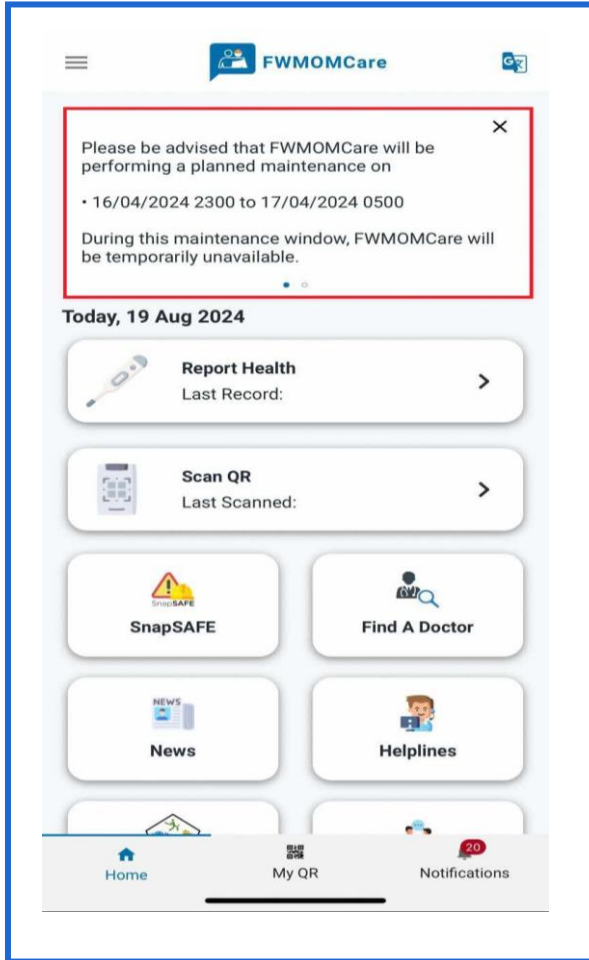 FWMOMCare
Please be advised that FWMOMCare will be
performing a planned maintenance on
• 16/04/2024 2300 to 17/04/2024 0500
During this maintenance window, FWMOMCare will
be temporarily unavailable.
Today, 19 Aug 2024
Report Health
Last Record:
Scan QR
Last Scanned:
SnapSAFE
SnapSAFE
Find A Doctor
NEWS
News
Helplines
Home
My QR
20
Notifications